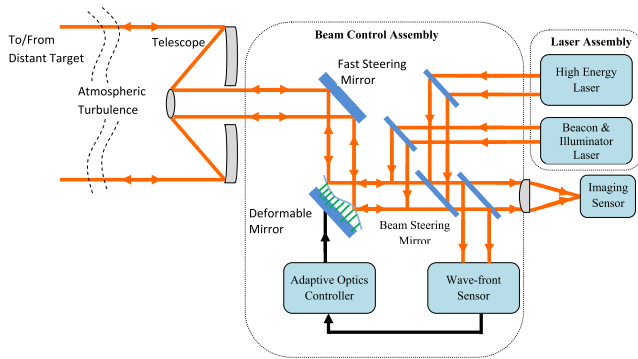 Beam Control Assembly
To/From
Distant Target
Telescope
Atmospheric
Turbulence
Fast Steering
Mirror
Laser Assembly
High Energy
Laser
Beacon &
Illuminator
Laser
Imaging
Sensor
Deformable
Mirror
Beam Steering
Mirror
Adaptive Optics
Controller
Wave-front
Sensor